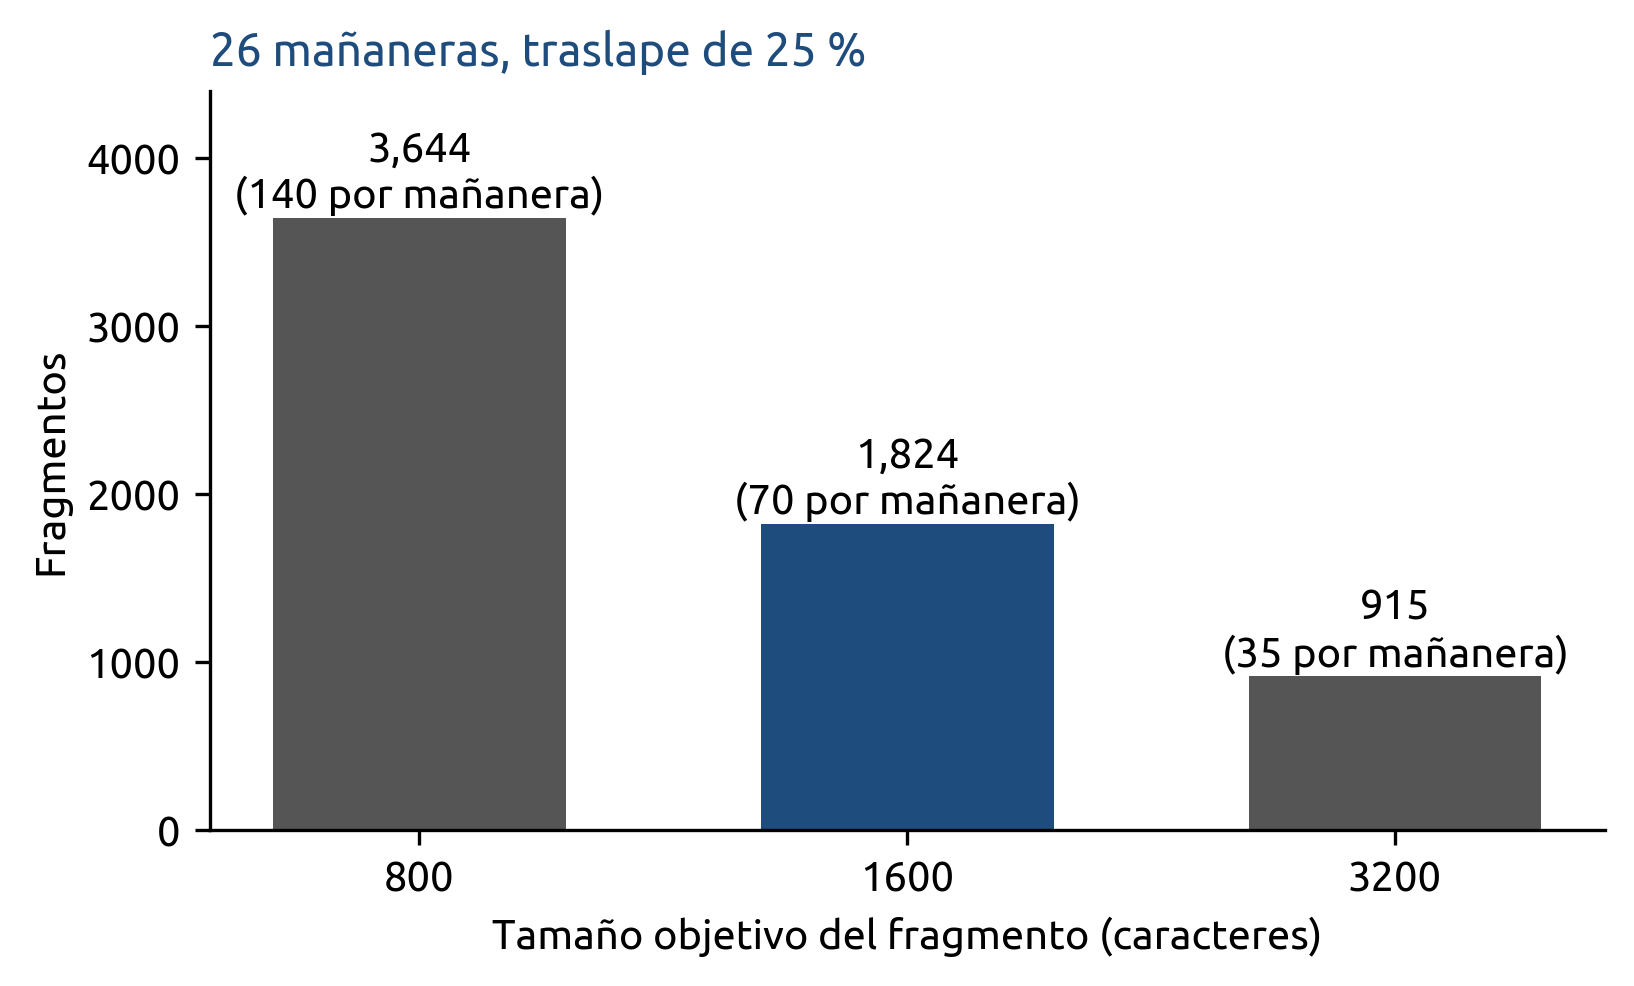 26 mañaneras, traslape de 25 %
3,644
(140 por mañanera)
1,824
(70 por mañanera)
915
(35 por mañanera)
4000
3000
2000
1000
0
Fragmentos
800
1600
3200
Tamaño objetivo del fragmento (caracteres)